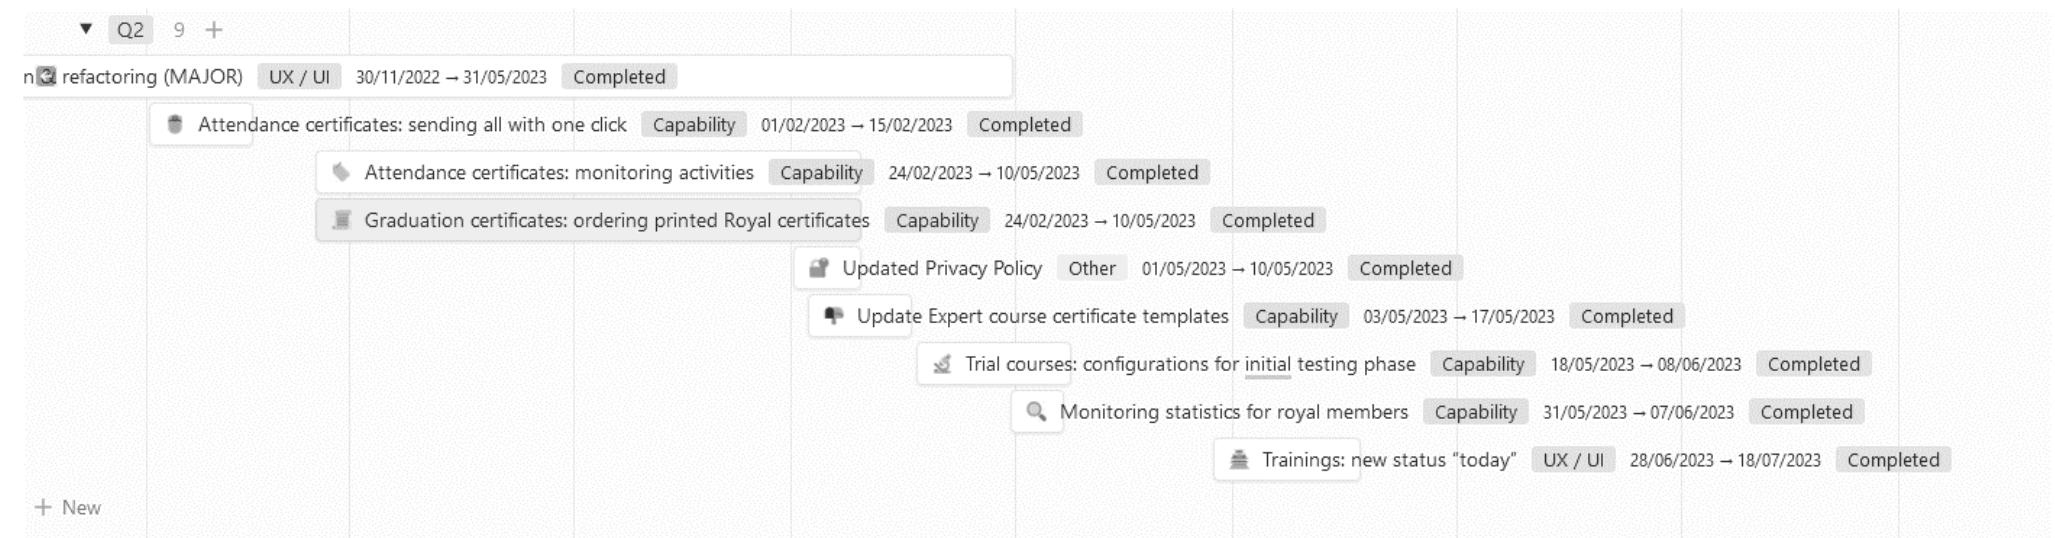 Q2 9 +
n refactoring (MAJOR) UX / UI 30/11/2022 → 31/05/2023 Completed
Attendance certificates: sending all with one click Capability 01/02/2023 → 15/02/2023 Completed
Attendance certificates: monitoring activities Capability 24/02/2023 → 10/05/2023 Completed
Graduation certificates: ordering printed Royal certificates Capability 24/02/2023 → 10/05/2023 Completed
Updated Privacy Policy Other 01/05/2023 → 10/05/2023 Completed
Update Expert course certificate templates Capability 03/05/2023 → 17/05/2023 Completed
Trial courses: configurations for initial testing phase Capability 18/05/2023 → 08/06/2023 Completed
Monitoring statistics for royal members Capability 31/05/2023 → 07/06/2023 Completed
Trainings: new status “today” UX / UI 28/06/2023 → 18/07/2023 Completed
+ New